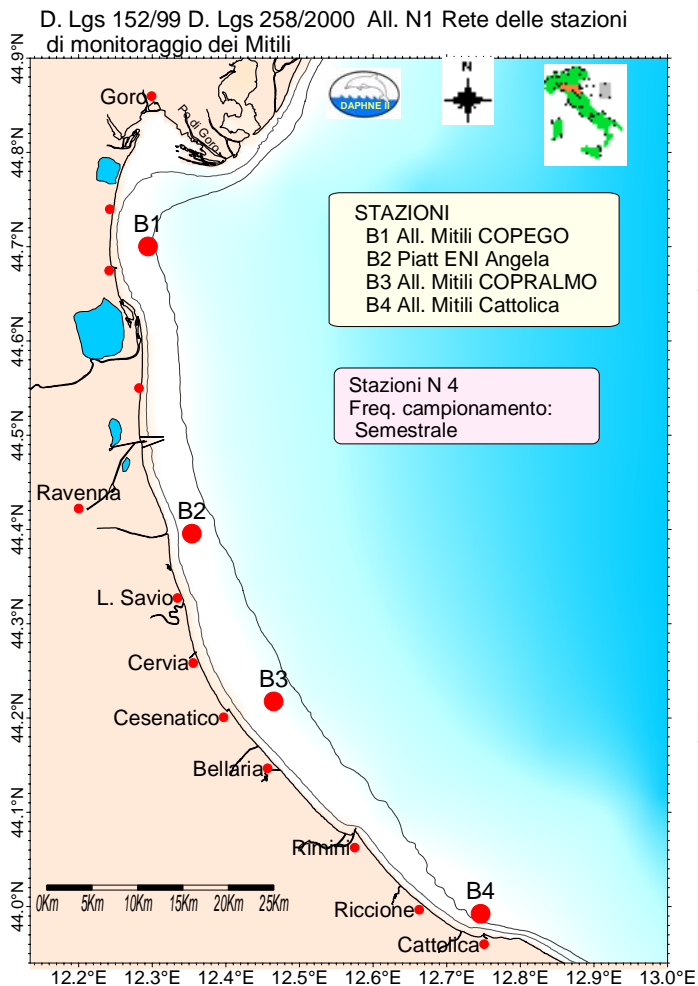 D. Lgs 152/99 D. Lgs 258/2000 All. N1 Rete delle stazioni
di monitoraggio dei Mitili
44.9°N
44.8°N
44.7°N
44.6°N
44.5°N
44.4°N
44.3°N
44.2°N
44.1°N
44.0°N
Goro
Po di Goro
DAPHNE II
N
STAZIONI
B1 All. Mitili COPEGO
B2 Piatt ENI Angela
B3 All. Mitili COPRALMO
B4 All. Mitili Cattolica
B1
Stazioni N 4
Freq. campionamento:
Semestrale
Ravenna
B2
L. Savio
Cervia
B3
Cesenatico
Bellaria
Rimini
B4
Riccione
Cattolica
0Km 5Km 10Km 15Km 20Km 25Km
12.2°E 12.3°E 12.4°E 12.5°E 12.6°E 12.7°E 12.8°E 12.9°E 13.0°E